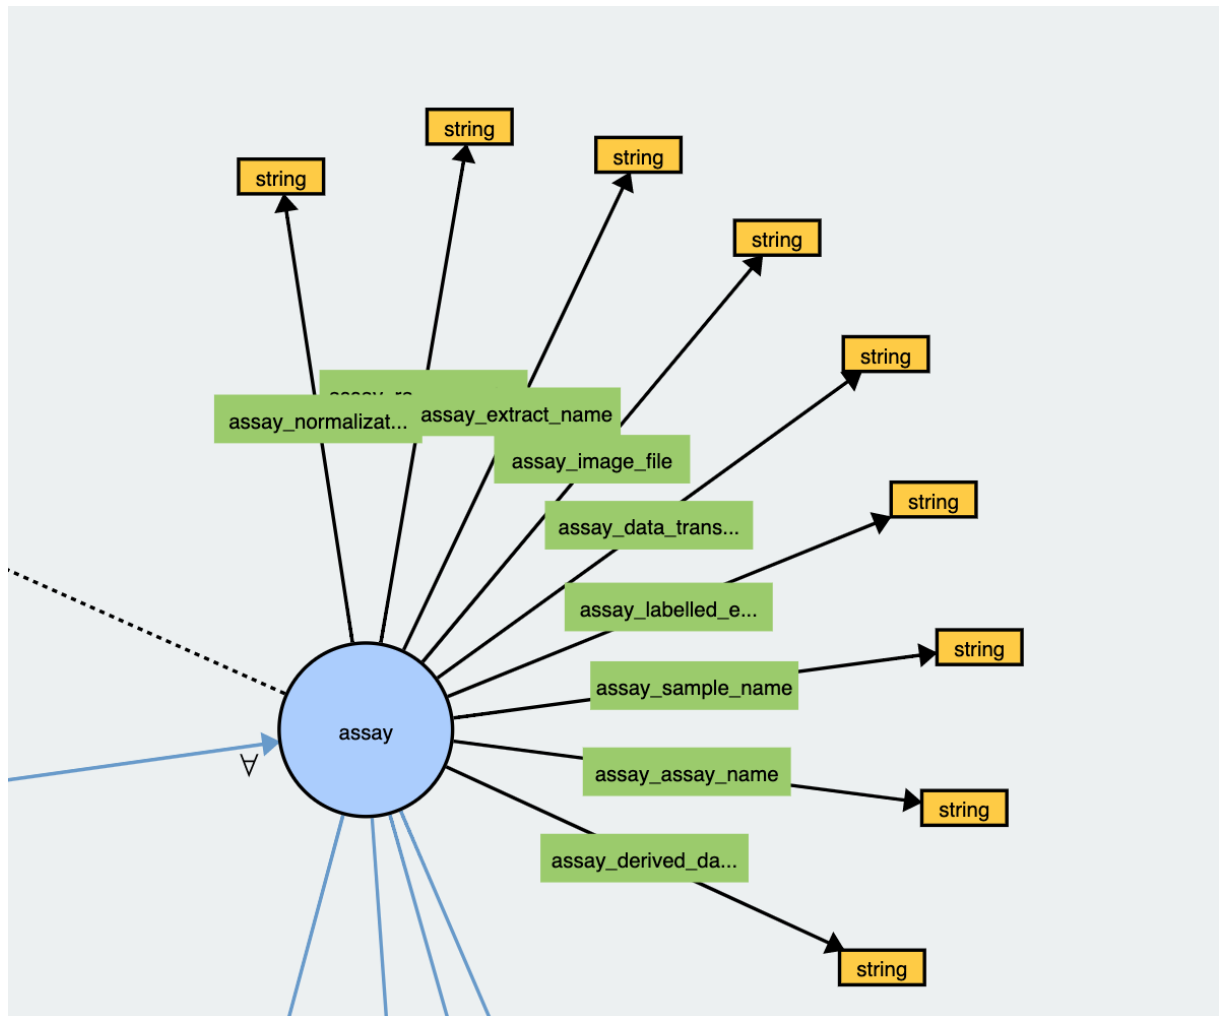 string
string
string
string
string
assay_normalizat...
assay_extract_name
assay_image_file
string
assay_data_trans...
assay_labelled_e...
string
assay_sample_name
assay
∀
assay_assay_name
string
assay_derived_da...
string